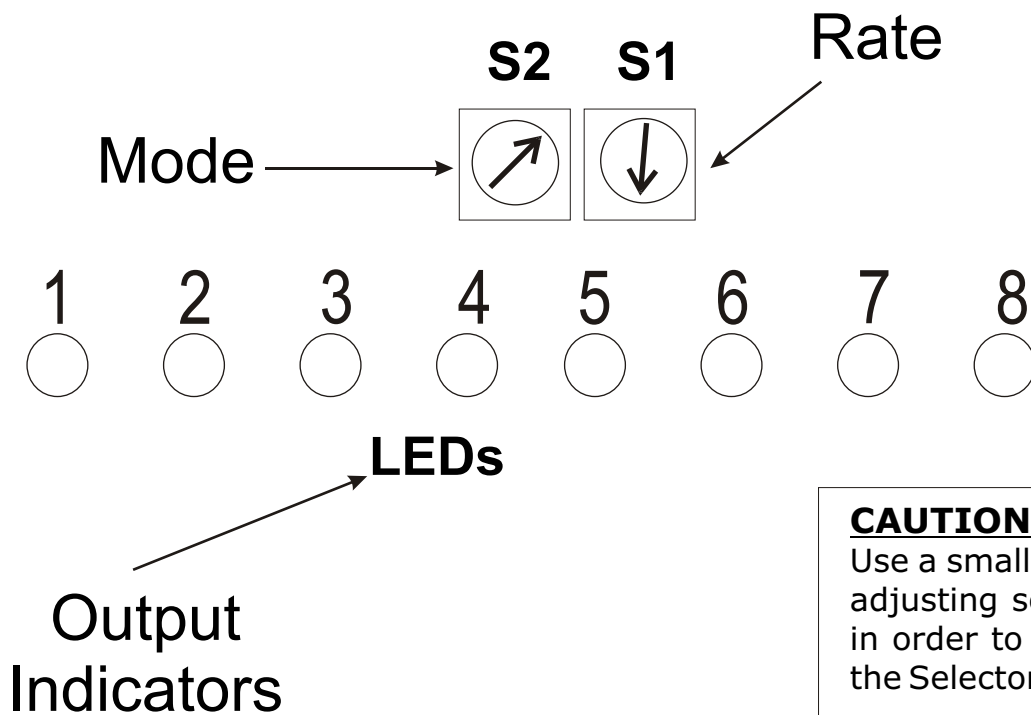 Rate
S2 S1
Mode
1 2 3 4 5 6 7 8
LEDs
Output
Indicators
CAUTION
Use a small
adjusting
in order to
the Selector